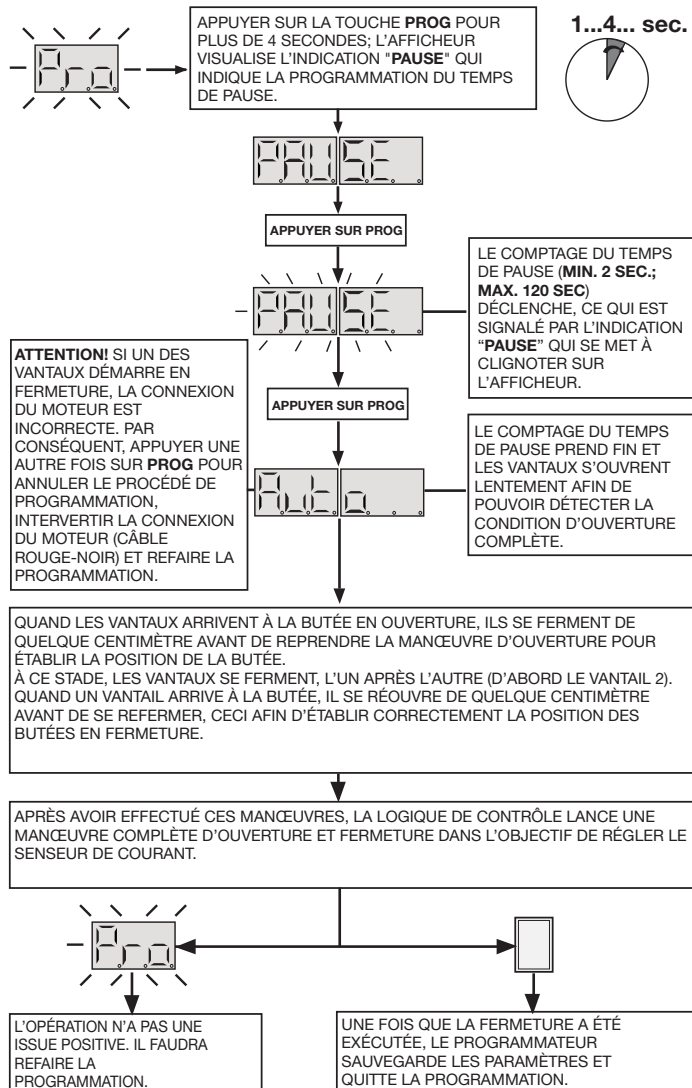 Pro
APPUYER SUR LA TOUCHE PROG POUR
PLUS DE 4 SECONDES; L'AFFICHEUR
VISUALISE L'INDICATION "PAUSE" QUI
INDIQUE LA PROGRAMMATION DU TEMPS
DE PAUSE.
1...4... sec.
PAUSE
APPUYER SUR PROG
PAUSE
LE COMPTAGE DU TEMPS
DE PAUSE (MIN. 2 SEC.;
MAX. 120 SEC)
DÉCLENCHE, CE QUI EST
SIGNALÉ PAR L'INDICATION
“PAUSE” QUI SE MET À
CLIGNOTER SUR
L'AFFICHEUR.
ATTENTION! SI UN DES
VANTAUX DÉMARRE EN
FERMETURE, LA CONNEXION
DU MOTEUR EST
INCORRECTE. PAR
CONSÉQUENT, APPUYER UNE
AUTRE FOIS SUR PROG POUR
ANNULER LE PROCÉDÉ DE
PROGRAMMATION,
INTERVERTIR LA CONNEXION
DU MOTEUR (CÂBLE
ROUGE-NOIR) ET REFAIRE LA
PROGRAMMATION.
APPUYER SUR PROG
Auto
LE COMPTAGE DU TEMPS
DE PAUSE PREND FIN ET
LES VANTAUX S'OUVRENT
LENTEMENT AFIN DE
POUVOIR DÉTECTER LA
CONDITION D'OUVERTURE
COMPLÈTE.
QUAND LES VANTAUX ARRIVENT À LA BUTÉE EN OUVERTURE, ILS SE FERMENT DE
QUELQUE CENTIMÈTRE AVANT DE REPRENDRE LA MANŒUVRE D'OUVERTURE POUR
ÉTABLIR LA POSITION DE LA BUTÉE.
À CE STADE, LES VANTAUX SE FERMENT, L'UN APRÈS L'AUTRE (D'ABORD LE VANTAIL 2).
QUAND UN VANTAIL ARRIVE À LA BUTÉE, IL SE RÉOUVRE DE QUELQUE CENTIMÈTRE
AVANT DE SE REFERMER, CECI AFIN D'ÉTABLIR CORRECTEMENT LA POSITION DES
BUTÉES EN FERMETURE.
APRÈS AVOIR EFFECTUÉ CES MANŒUVRES, LA LOGIQUE DE CONTRÔLE LANCE UNE
MANŒUVRE COMPLÈTE D'OUVERTURE ET FERMETURE DANS L'OBJECTIF DE RÉGLER LE
SENSEUR DE COURANT.
Pro
L'OPÉRATION N'A PAS UNE
ISSUE POSITIVE. IL FAUDRA
REFAIRE LA
PROGRAMMATION.
UNE FOIS QUE LA FERMETURE A ÉTÉ
EXÉCUTÉE, LE PROGRAMMATEUR
SAUVEGARDE LES PARAMÈTRES ET
QUITTE LA PROGRAMMATION.